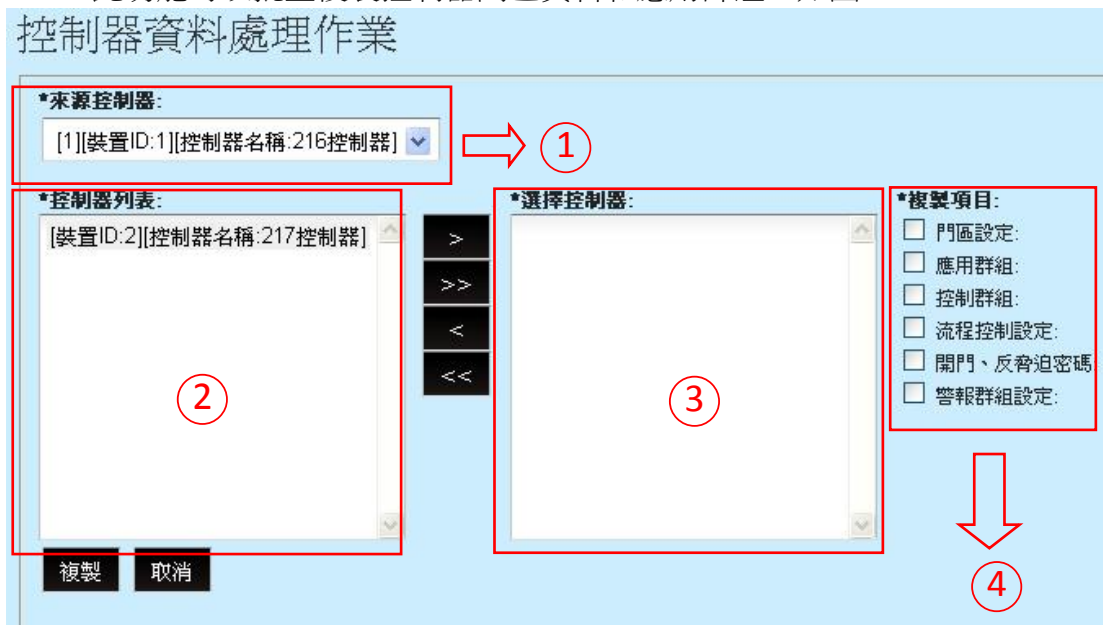 控制器資料處理作業
*來源控制器:
[1][裝置ID:1][控制器名稱:216控制器]
①
*控制器列表:
*選擇控制器:
*複製項目:
[裝置ID:2][控制器名稱:217控制器]
>
>>
<
<<
門區設定:
應用群組:
控制群組:
流程控制設定:
開門、反脅迫密碼
警報群組設定:
②
③
④
複製
取消